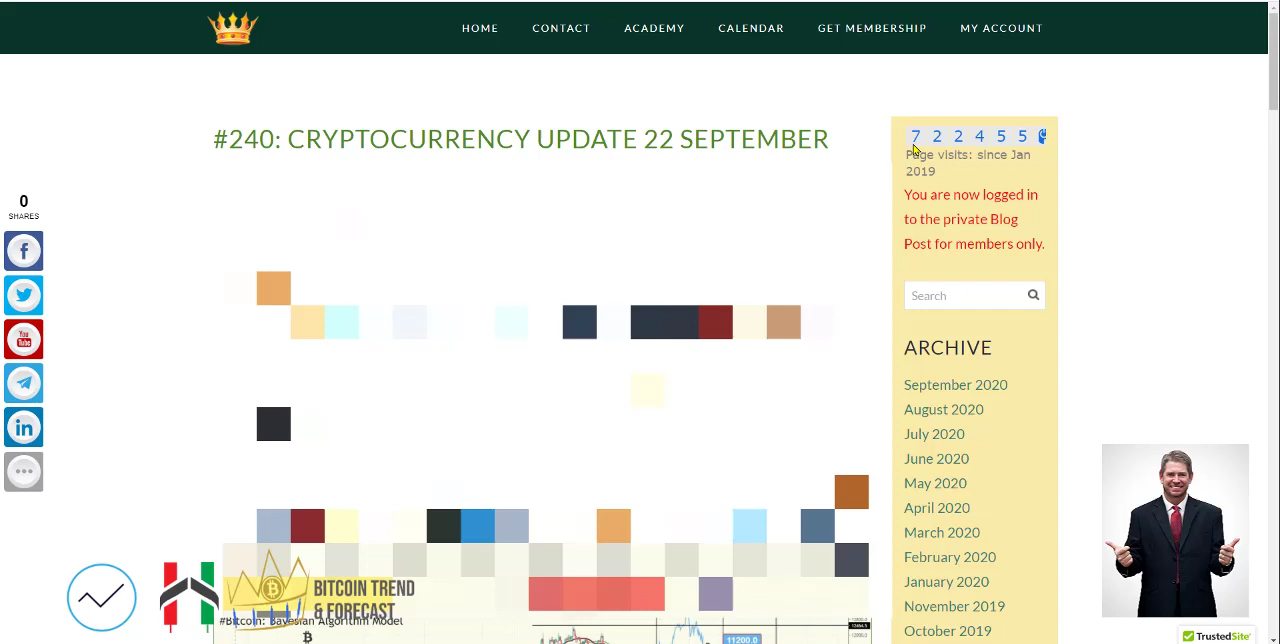 HOME CONTACT ACADEMY CALENDAR GET MEMBERSHIP MY ACCOUNT
#240: CRYPTOCURRENCY UPDATE 22 SEPTEMBER
7 2 2 4 5 5
Page visits: since Jan
2019
You are now logged in
to the private Blog
Post for members only.
0
SHARES
You
Tube
in
Search
ARCHIVE
September 2020
August 2020
July 2020
June 2020
May 2020
April 2020
March 2020
February 2020
January 2020
November 2019
October 2019
BITCOIN TREND
& FORECAST
#Bitcoin: Bayesian Algorithm Model
11200.0
TrustedSite